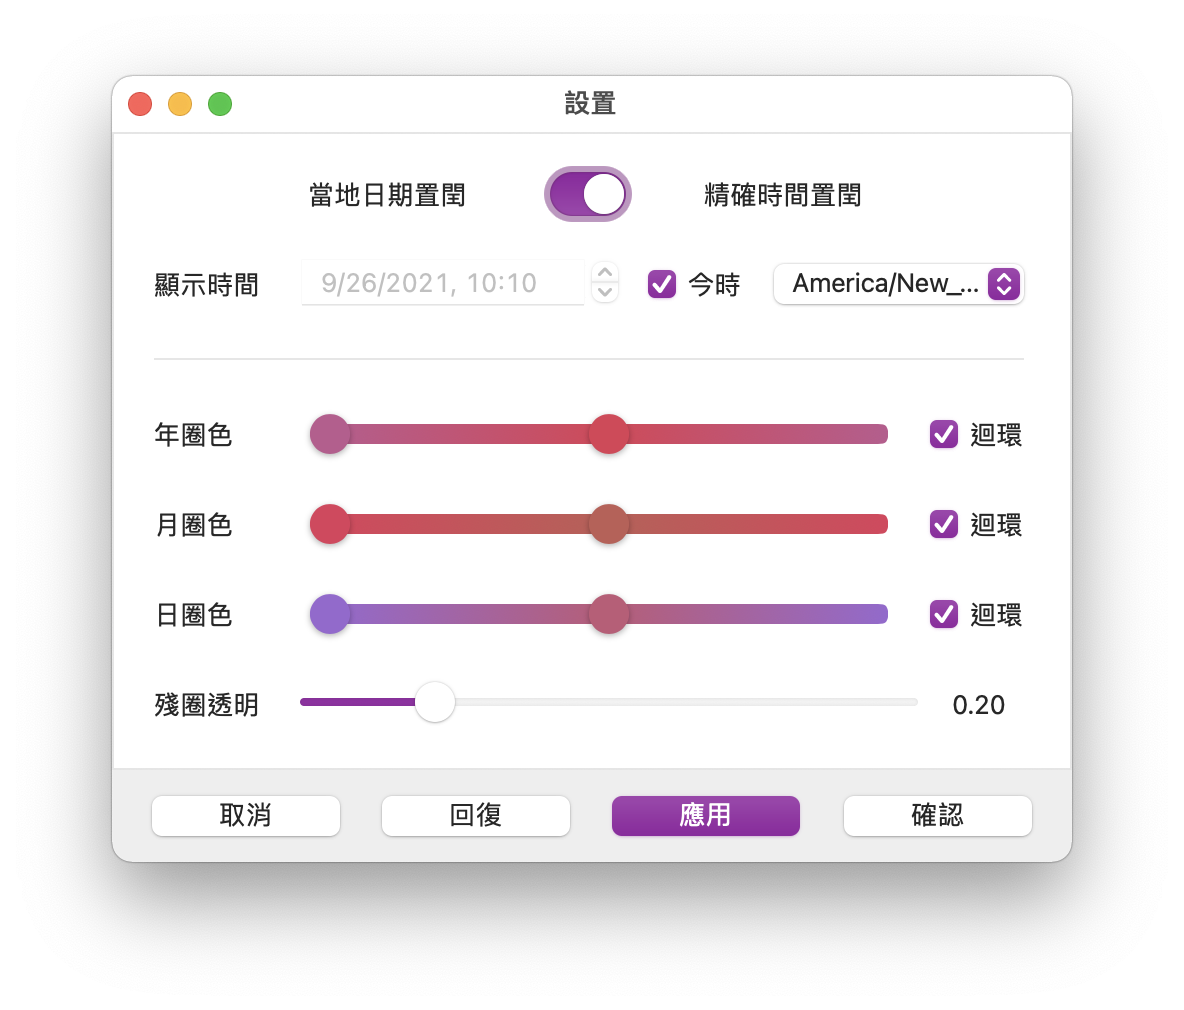 設置
當地日期置閏 精確時間置閏
顯示時間 9/26/2021, 10:10 今時 America/New_...
年圈色 迴環
月圈色 迴環
日圈色 迴環
殘圈透明 0.20
取消 回復 應用 確認